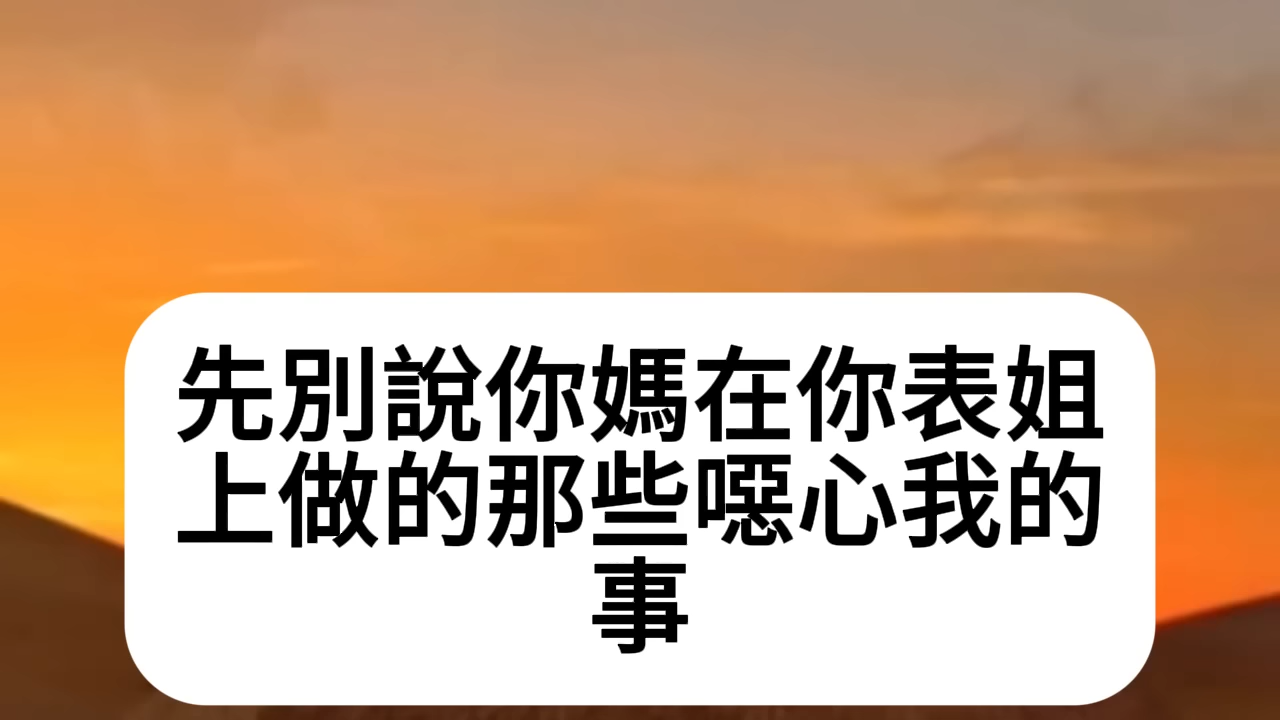 先別說你媽在你表姐
上做的那些噁心我的
事